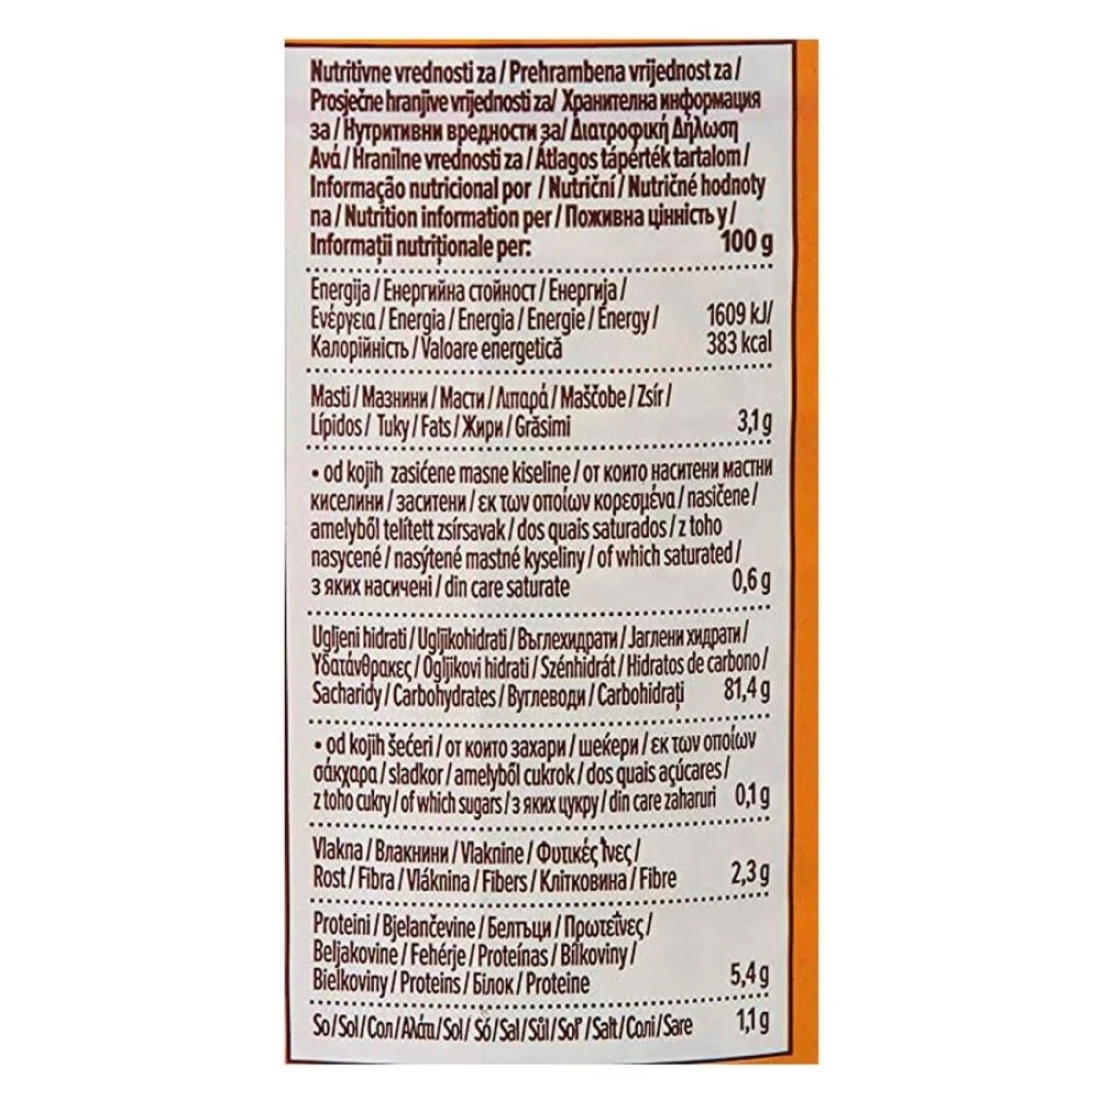 Nutritivne vrednosti za / Prehrambena vrijednost za /
Prosječne hranjive vrijednosti za/ Хранителна информация
за / Нутритивни вредности за/ Διατροφική Δήλωση
Ανά / Hranilne vrednosti za / Átlagos tápérték tartalom /
Informação nutricional por / Nutriční / Nutričné hodnoty
na / Nutrition information per / Поживна цінність у /
Informații nutriționale per: 100 g
Energija / Енергийна стойност / Енергија /
Ενέργεια / Energia / Energia / Energie / Énergy / 1609 kJ/
Калорійність / Valoare energetică 383 kcal
Masti / Мазнини / Масти / Λιπαρά / Maščobe / Zsír /
Lípidos / Tuky / Fats / Жири / Grăsimi 3,1 g
• od kojih zasićene masne kiseline / от които наситени мастни
киселини / заситени / εκ των οποίων κορεσμένα / nasičene /
amelyből telített zsírsavak / dos quais saturados / z toho
nasycené / nasýtené mastné kyseliny / of which saturated /
з яких насичені / din care saturate 0,6 g
Ugljeni hidrati / Ugljikohidrati / Въглехидрати / Јаглени хидрати /
Υδατάνθρακες / Ogljikovi hidrati / Szénhidrát / Hidratos de carbono /
Sacharidy / Carbohydrates / Вуглеводи / Carbohidrați 81,4 g
• od kojih šećeri / от които захари / шеќери / εκ των οποίων
σάκχαρα / sladkor / amelyből cukrok / dos quais açúcares /
z toho cukry / of which sugars / з яких цукру / din care zaharuri 0,1 g
Vlakna / Влакнини / Vlaknine / Φυτικές Ίνες /
Rost / Fibra / Vláknina / Fibers / Клітковина / Fibre 2,3 g
Proteini / Bjelančevine / Белтъци / Πρωτεΐνες /
Beljakovine / Fehérje / Proteínas / Bílkoviny /
Bielkoviny / Proteins / Білок / Proteine 5,4 g
So / Sol / Сол / Αλάτι / Sol / Só / Sal / Sůl / Soľ / Salt / Солі / Sare 1,1 g